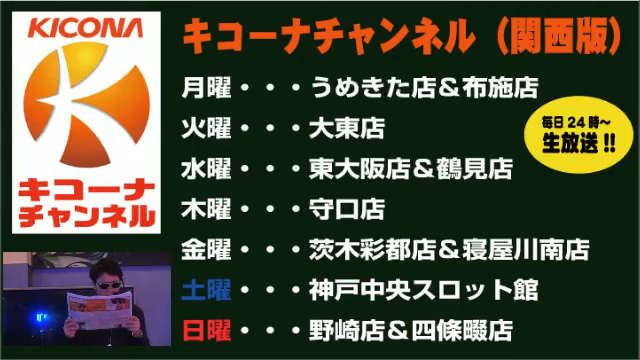 KICONA
キコーナ
チャンネル
キコーナチャンネル（関西版）
月曜・・・うめきた店＆布施店
火曜・・・大東店
水曜・・・東大阪店＆鶴見店
木曜・・・守口店
金曜・・・茨木彩都店＆寝屋川南店
土曜・・・神戸中央スロット館
日曜・・・野崎店＆四條畷店
毎日24時～
生放送!!